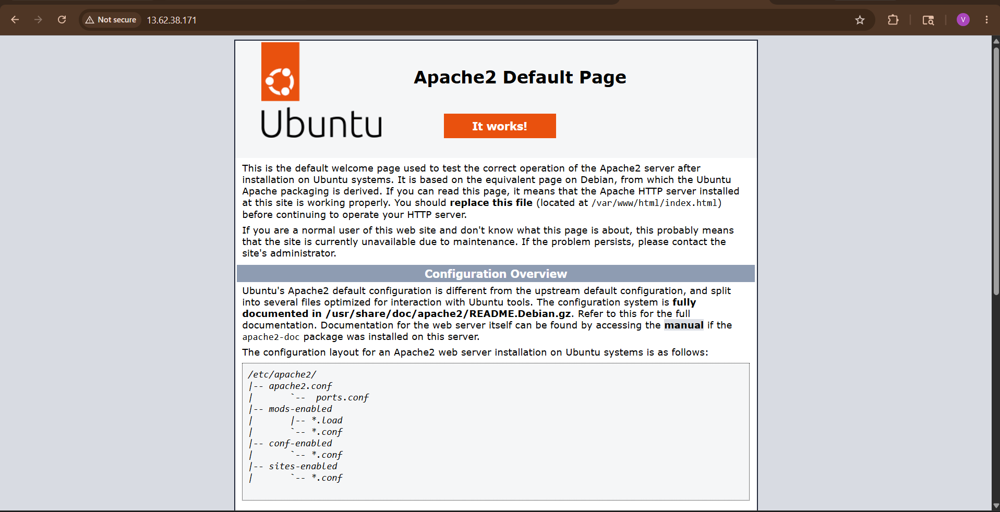 Not secure
13.62.38.171
V
Apache2 Default Page
Ubuntu
It works!
This is the default welcome page used to test the correct operation of the Apache2 server after
installation on Ubuntu systems. It is based on the equivalent page on Debian, from which the Ubuntu
Apache packaging is derived. If you can read this page, it means that the Apache HTTP server installed
at this site is working properly. You should replace this file (located at /var/www/html/index.html)
before continuing to operate your HTTP server.
If you are a normal user of this web site and don't know what this page is about, this probably means
that the site is currently unavailable due to maintenance. If the problem persists, please contact the
site's administrator.
Configuration Overview
Ubuntu's Apache2 default configuration is different from the upstream default configuration, and split
into several files optimized for interaction with Ubuntu tools. The configuration system is fully
documented in /usr/share/doc/apache2/README.Debian.gz. Refer to this for the full
documentation. Documentation for the web server itself can be found by accessing the manual if the
apache2-doc package was installed on this server.
The configuration layout for an Apache2 web server installation on Ubuntu systems is as follows:
/etc/apache2/
|-- apache2.conf
|       `--  ports.conf
|-- mods-enabled
|       |-- *.load
|       `-- *.conf
|-- conf-enabled
|       `-- *.conf
|-- sites-enabled
|       `-- *.conf